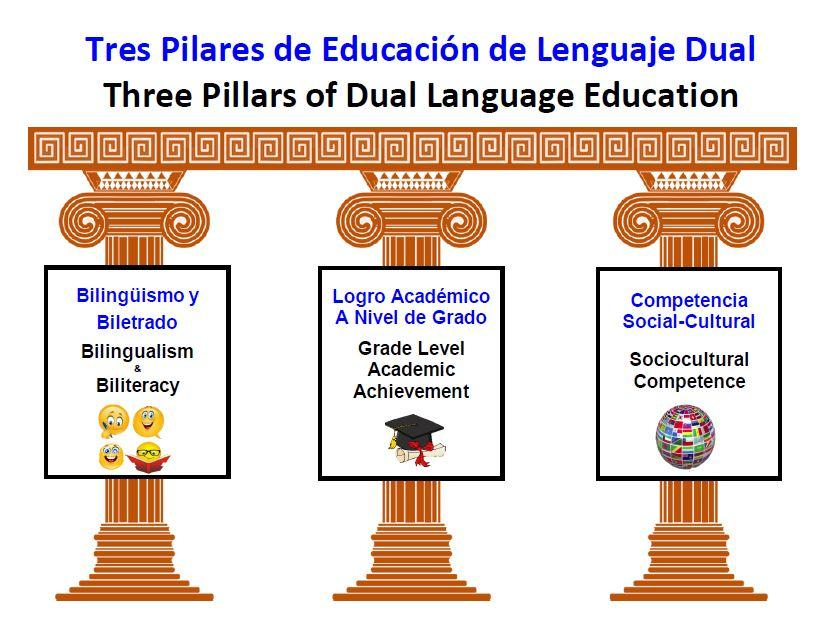 Tres Pilares de Educación de Lenguaje Dual
Three Pillars of Dual Language Education
Bilingüismo y
Biletrado
Bilingualism
&
Biliteracy
Logro Académico
A Nivel de Grado
Grade Level
Academic
Achievement
Competencia
Social-Cultural
Sociocultural
Competence